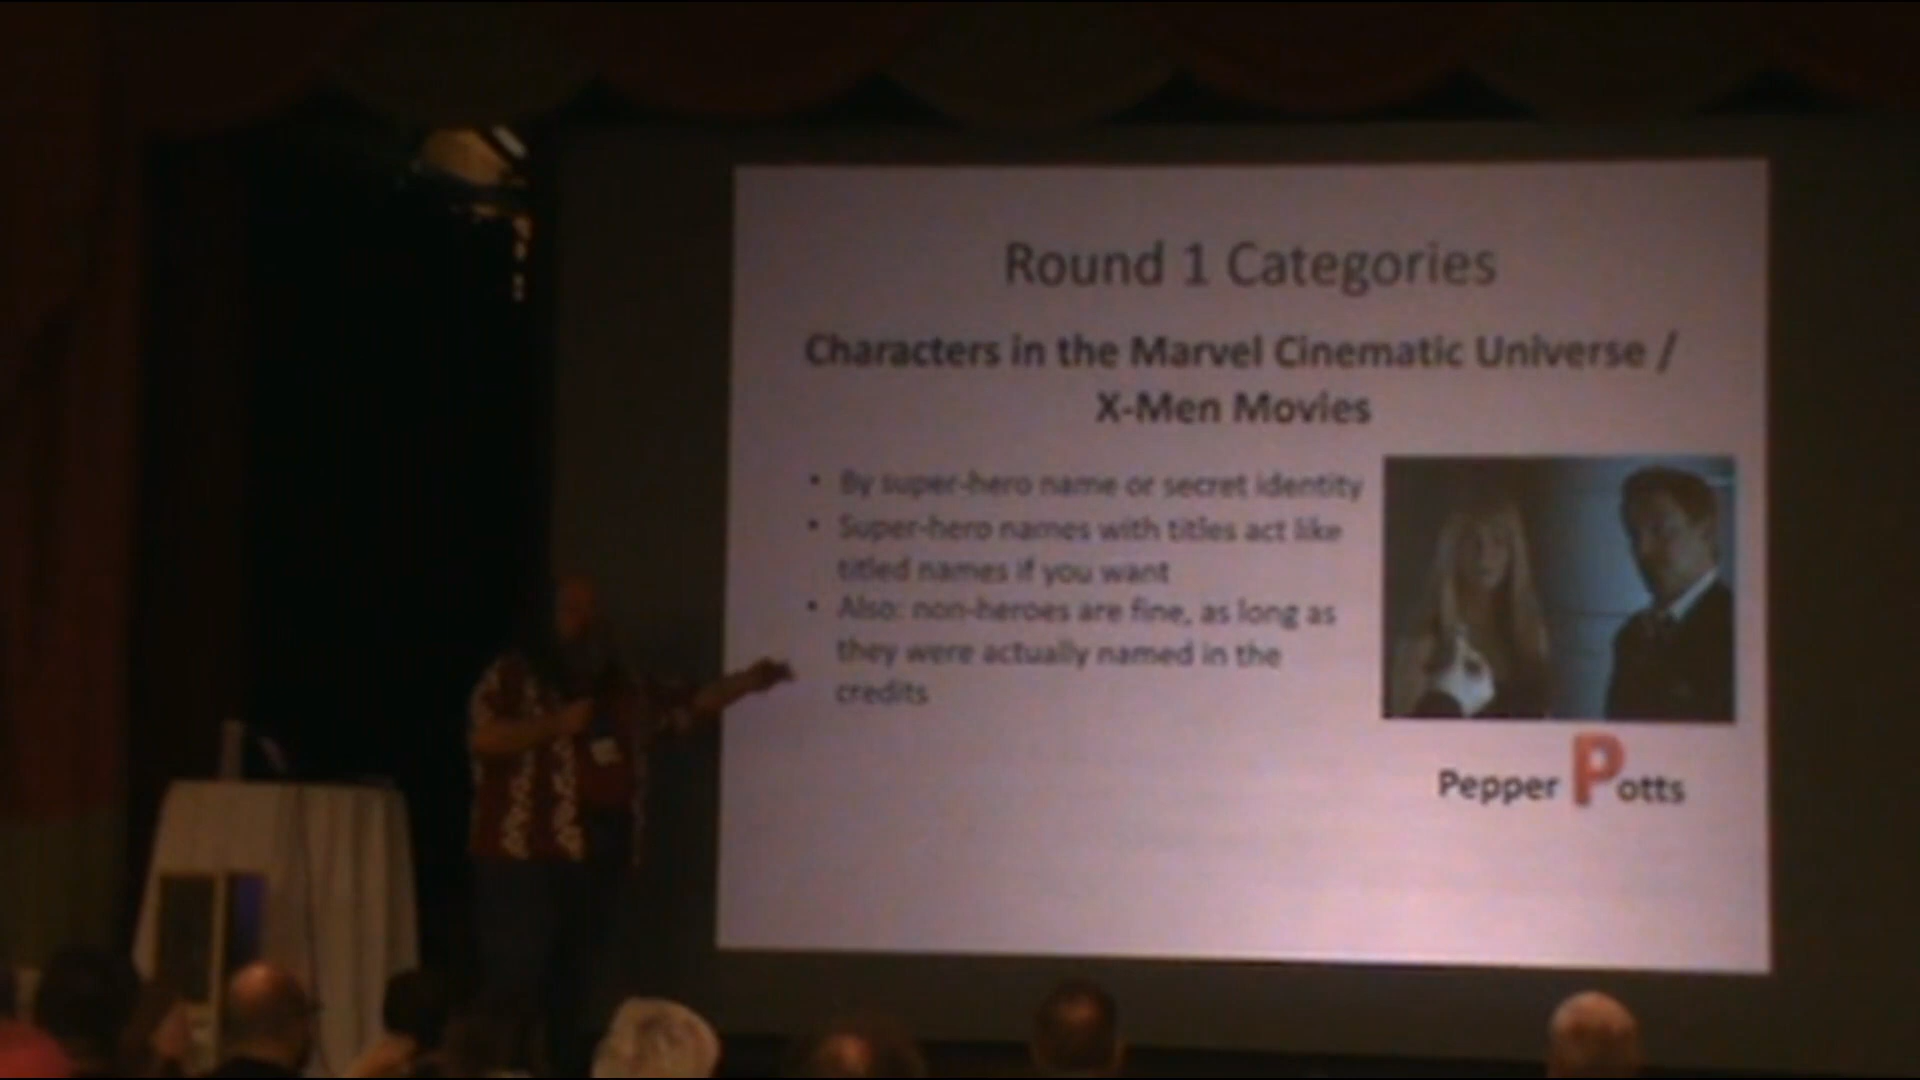 Round 1 Categories
Characters in the Marvel Cinematic Universe /
X-Men Movies
• By super-hero name or secret identity
• Super-hero names with titles act like
titled names if you want
• Also: non-heroes are fine, as long as
they were actually named in the
credits
Pepper Potts